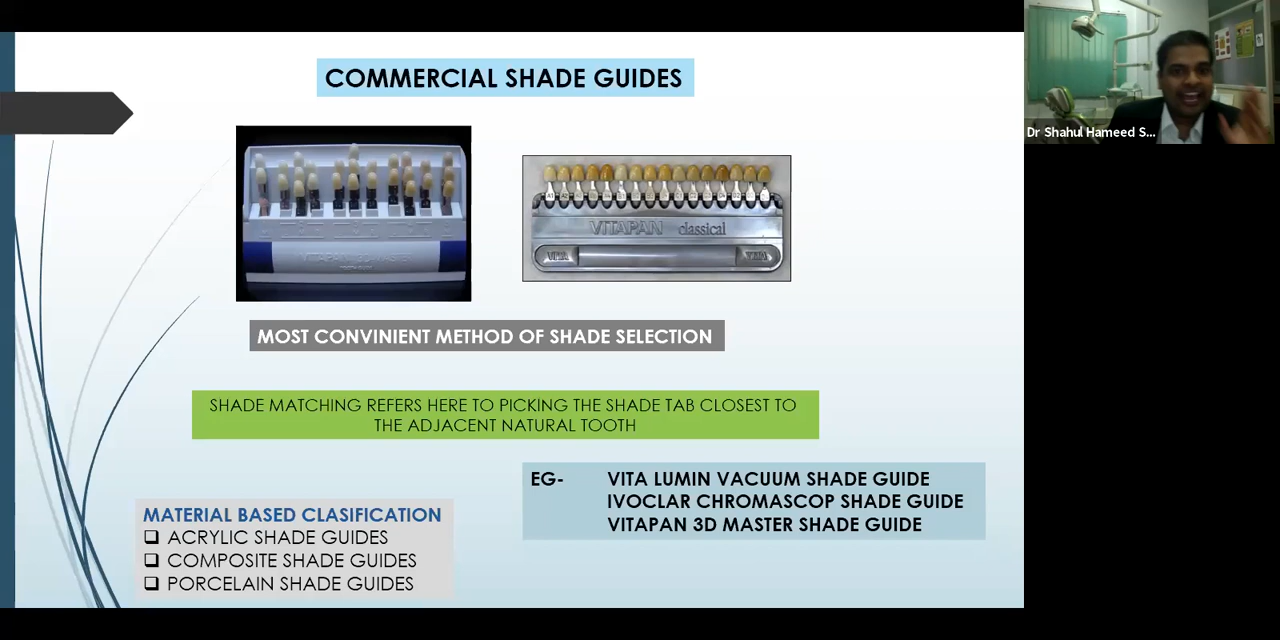 COMMERCIAL SHADE GUIDES
Dr Shahul Hameed S...
VITAPAN classical
VITA VITA
MOST CONVINIENT METHOD OF SHADE SELECTION
SHADE MATCHING REFERS HERE TO PICKING THE SHADE TAB CLOSEST TO
THE ADJACENT NATURAL TOOTH
EG- VITA LUMIN VACUUM SHADE GUIDE
IVOCLAR CHROMASCOP SHADE GUIDE
VITAPAN 3D MASTER SHADE GUIDE
MATERIAL BASED CLASIFICATION
❑ ACRYLIC SHADE GUIDES
❑ COMPOSITE SHADE GUIDES
❑ PORCELAIN SHADE GUIDES